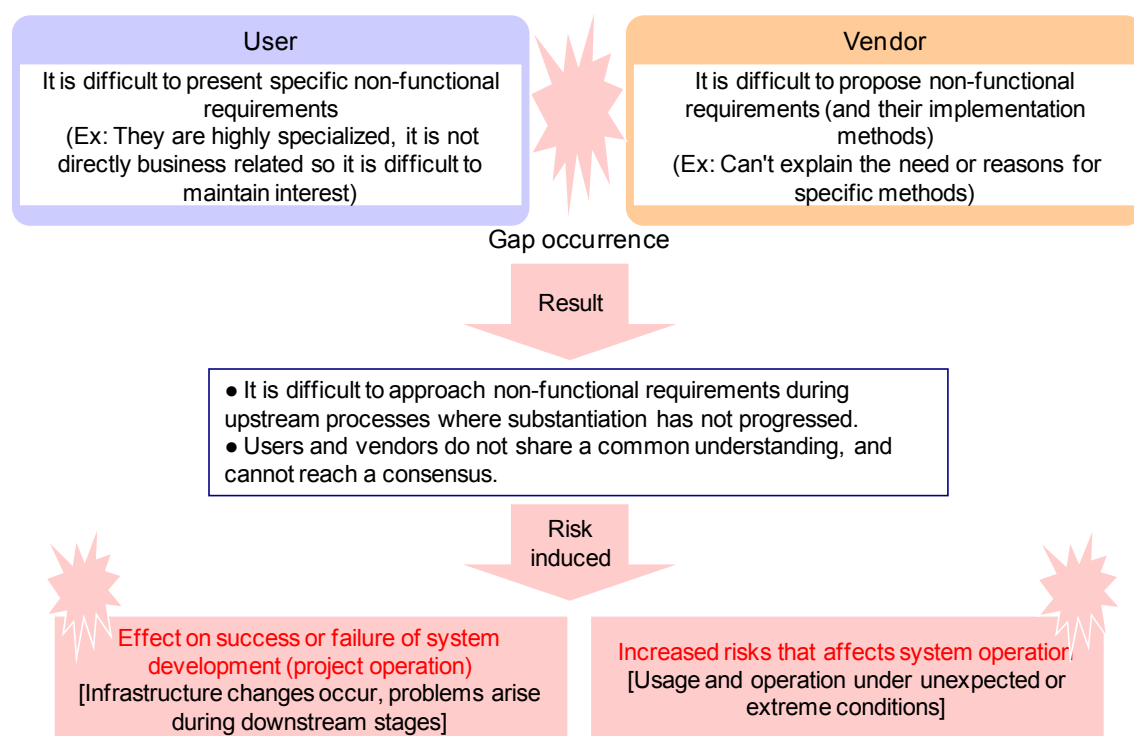 User
It is difficult to present specific non-functional
requirements
(Ex: They are highly specialized, it is not
directly business related so it is difficult to
maintain interest)
Vendor
It is difficult to propose non-functional
requirements (and their implementation
methods)
(Ex: Can't explain the need or reasons for
specific methods)
Gap occurrence
Result
● It is difficult to approach non-functional requirements during
upstream processes where substantiation has not progressed.
● Users and vendors do not share a common understanding, and
cannot reach a consensus.
Risk
induced
Effect on success or failure of system
development (project operation)
[Infrastructure changes occur, problems arise
during downstream stages]
Increased risks that affects system operation
[Usage and operation under unexpected or
extreme conditions]